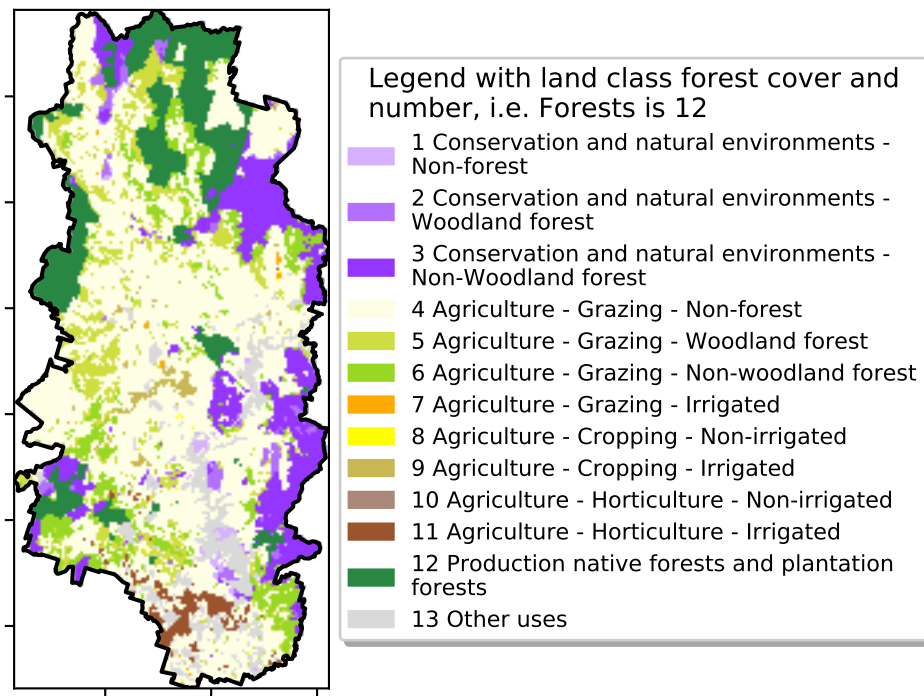 Legend with land class forest cover and
number, i.e. Forests is 12
1 Conservation and natural environments -
Non-forest
2 Conservation and natural environments -
Woodland forest
3 Conservation and natural environments -
Non-Woodland forest
4 Agriculture - Grazing - Non-forest
5 Agriculture - Grazing - Woodland forest
6 Agriculture - Grazing - Non-woodland forest
7 Agriculture - Grazing - Irrigated
8 Agriculture - Cropping - Non-irrigated
9 Agriculture - Cropping - Irrigated
10 Agriculture - Horticulture - Non-irrigated
11 Agriculture - Horticulture - Irrigated
12 Production native forests and plantation
forests
13 Other uses